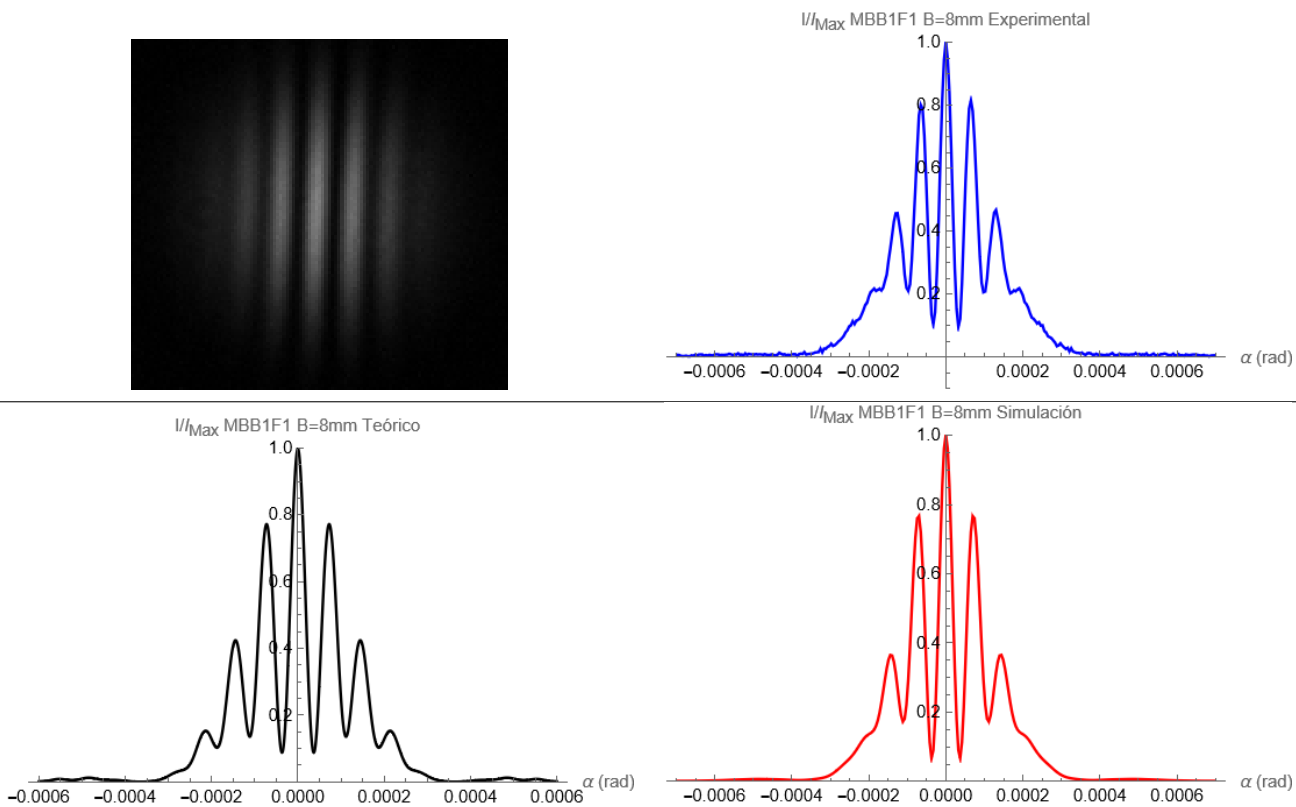 I/IMax MBB1F1 B=8mm Experimental
1.0
0.8
0.6
0.4
0.2
−0.0006 −0.0004 −0.0002 0.0002 0.0004 0.0006
α (rad)
I/IMax MBB1F1 B=8mm Teórico
1.0
0.8
0.6
0.4
0.2
−0.0006 −0.0004 −0.0002 0.0000 0.0002 0.0004 0.0006
α (rad)
I/IMax MBB1F1 B=8mm Simulación
1.0
0.8
0.6
0.4
0.2
−0.0006 −0.0004 −0.0002 0.0000 0.0002 0.0004 0.0006
α (rad)